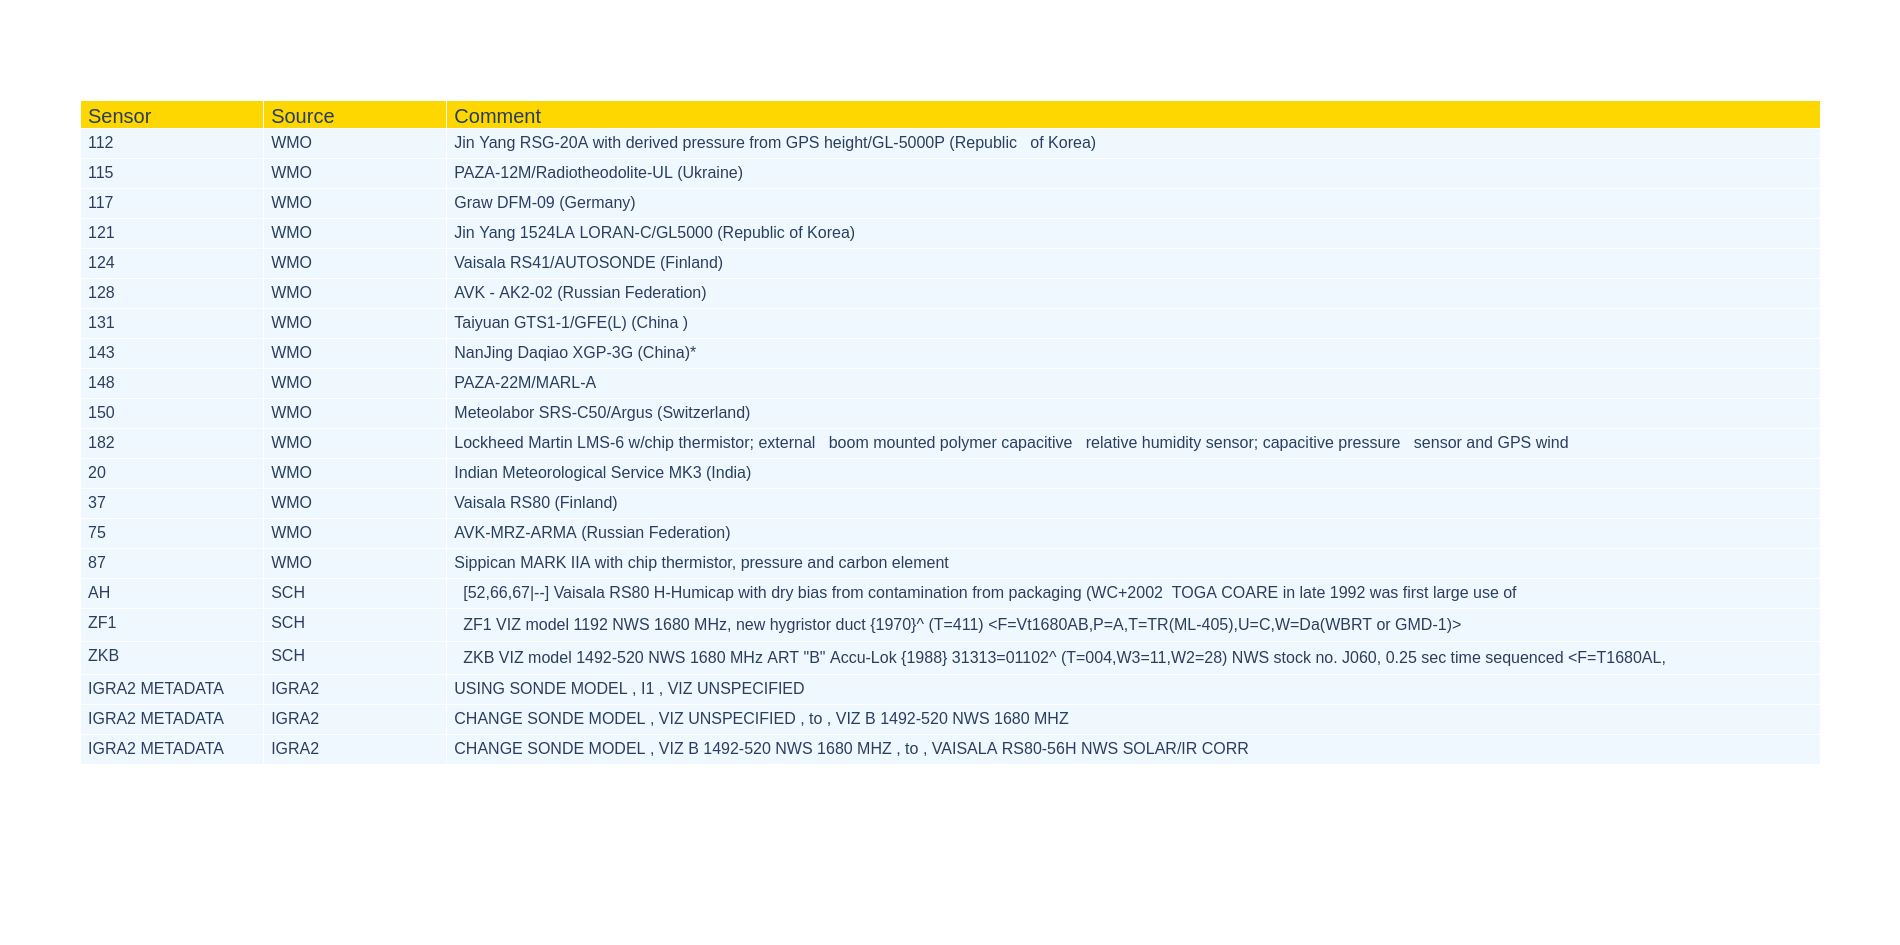 Sensor Source Comment
112 WMO Jin Yang RSG-20A with derived pressure from GPS height/GL-5000P (Republic   of Korea)
115 WMO PAZA-12M/Radiotheodolite-UL (Ukraine)
117 WMO Graw DFM-09 (Germany)
121 WMO Jin Yang 1524LA LORAN-C/GL5000 (Republic of Korea)
124 WMO Vaisala RS41/AUTOSONDE (Finland)
128 WMO AVK - AK2-02 (Russian Federation)
131 WMO Taiyuan GTS1-1/GFE(L) (China )
143 WMO NanJing Daqiao XGP-3G (China)*
148 WMO PAZA-22M/MARL-A
150 WMO Meteolabor SRS-C50/Argus (Switzerland)
182 WMO Lockheed Martin LMS-6 w/chip thermistor; external   boom mounted polymer capacitive   relative humidity sensor; capacitive pressure   sensor and GPS wind
20 WMO Indian Meteorological Service MK3 (India)
37 WMO Vaisala RS80 (Finland)
75 WMO AVK-MRZ-ARMA (Russian Federation)
87 WMO Sippican MARK IIA with chip thermistor, pressure and carbon element
AH SCH [52,66,67|--] Vaisala RS80 H-Humicap with dry bias from contamination from packaging (WC+2002  TOGA COARE in late 1992 was first large use of
ZF1 SCH ZF1 VIZ model 1192 NWS 1680 MHz, new hygristor duct {1970}^ (T=411) <F=Vt1680AB,P=A,T=TR(ML-405),U=C,W=Da(WBRT or GMD-1)>
ZKB SCH ZKB VIZ model 1492-520 NWS 1680 MHz ART "B" Accu-Lok {1988} 31313=01102^ (T=004,W3=11,W2=28) NWS stock no. J060, 0.25 sec time sequenced <F=T1680AL,
IGRA2 METADATA IGRA2 USING SONDE MODEL , I1 , VIZ UNSPECIFIED
IGRA2 METADATA IGRA2 CHANGE SONDE MODEL , VIZ UNSPECIFIED , to , VIZ B 1492-520 NWS 1680 MHZ
IGRA2 METADATA IGRA2 CHANGE SONDE MODEL , VIZ B 1492-520 NWS 1680 MHZ , to , VAISALA RS80-56H NWS SOLAR/IR CORR